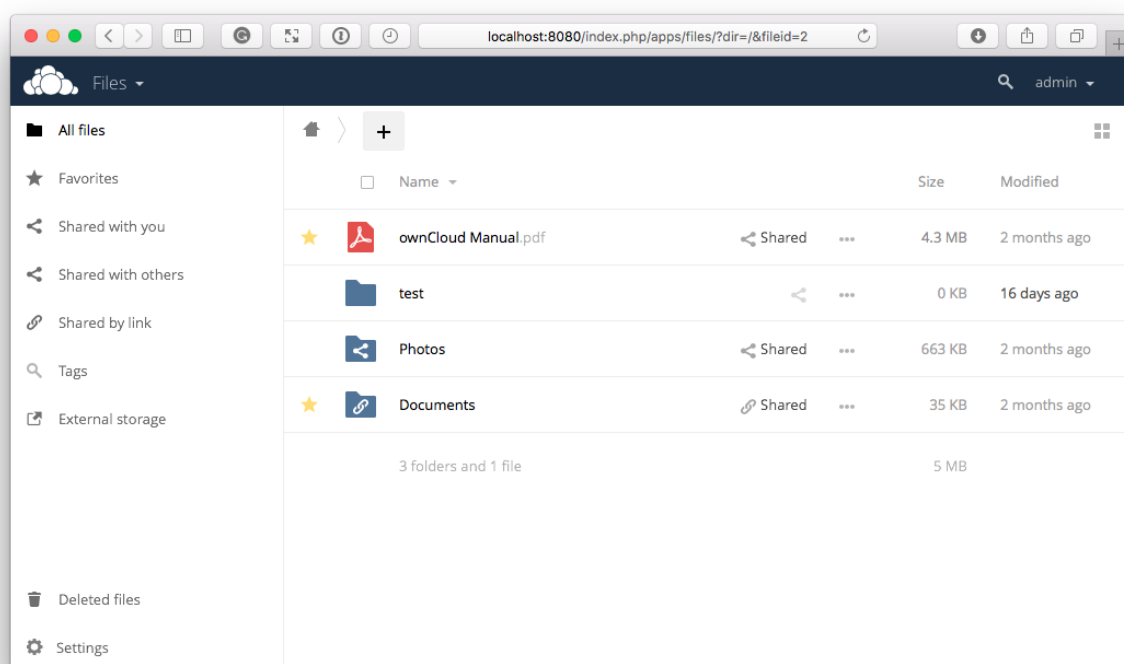 localhost:8080/index.php/apps/files/?dir=/&fileid=2
Files
admin
All files
Favorites
Shared with you
Shared with others
Shared by link
Tags
External storage
Deleted files
Settings
Name Size Modified
ownCloud Manual.pdf Shared 4.3 MB 2 months ago
test 0 KB 16 days ago
Photos Shared 663 KB 2 months ago
Documents Shared 35 KB 2 months ago
3 folders and 1 file 5 MB